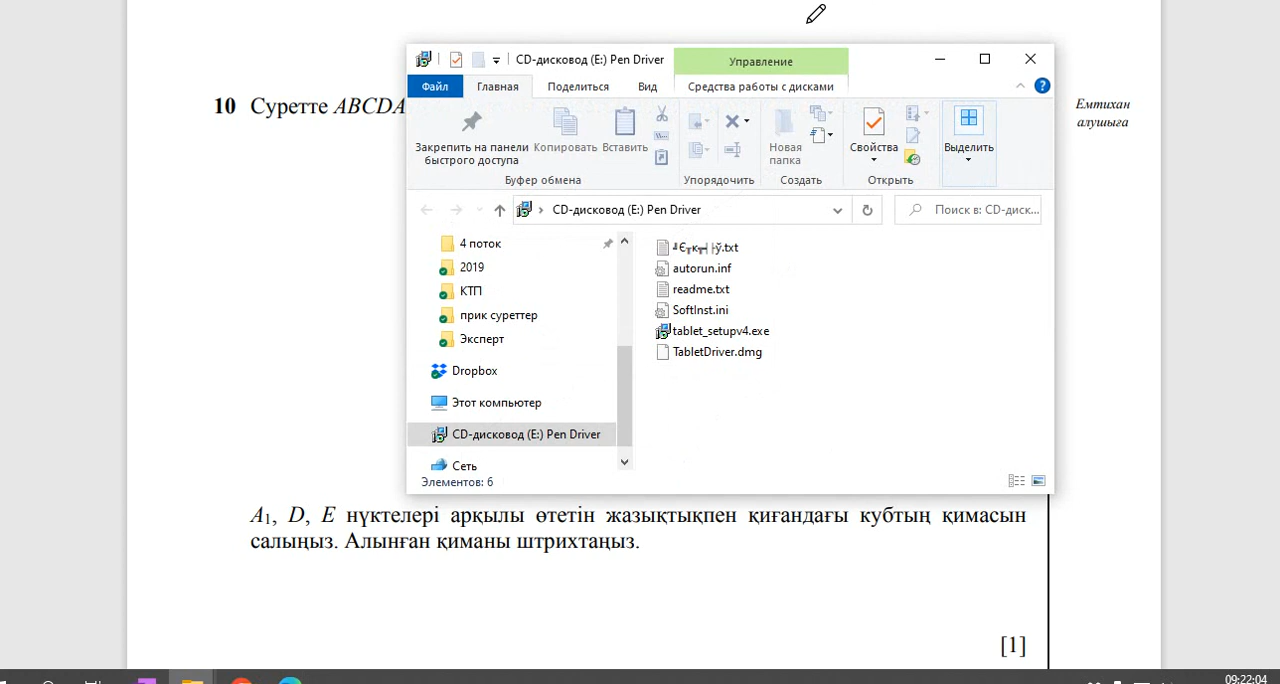 CD-дисковод (E:) Pen Driver
Управление
Файл
Главная
Поделиться
Вид
Средства работы с дисками
10 Суретте ABCDA
Емтихан
алушыға
Закрепить на панели
быстрого доступа
Копировать
Вставить
Новая
папка
Свойства
Выделить
Буфер обмена
Упорядочить
Создать
Открыть
CD-дисковод (E:) Pen Driver
Поиск в: CD-диск...
4 поток
2019
КТП
прик суреттер
Эксперт
Dropbox
Этот компьютер
CD-дисковод (E:) Pen Driver
Сеть
autorun.inf
readme.txt
SoftInst.ini
tablet_setupv4.exe
TabletDriver.dmg
Элементов: 6
A₁, D, E нүктелері арқылы өтетін жазықтықпен қиғандағы кубтың қимасын
салыңыз. Алынған қиманы штрихтаңыз.
[1]
09:22:04